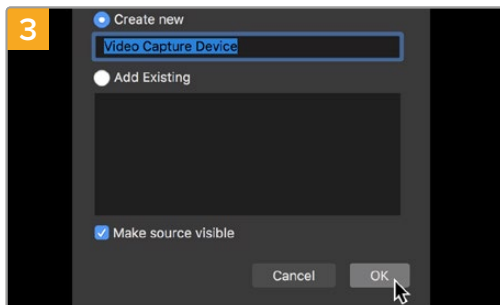 3
Create new
Video Capture Device
Add Existing
Make source visible
Cancel OK